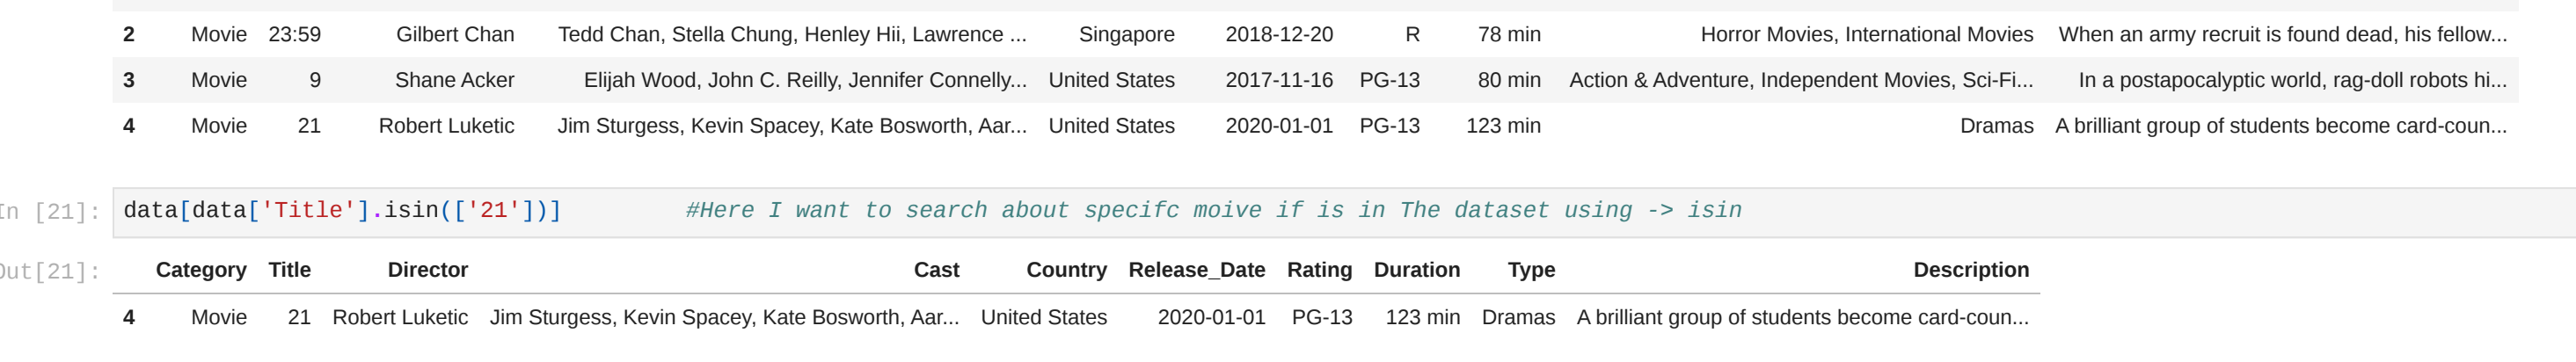 2 Movie 23:59 Gilbert Chan Tedd Chan, Stella Chung, Henley Hii, Lawrence ... Singapore 2018-12-20 R 78 min Horror Movies, International Movies When an army recruit is found dead, his fellow...
3 Movie 9 Shane Acker Elijah Wood, John C. Reilly, Jennifer Connelly... United States 2017-11-16 PG-13 80 min Action & Adventure, Independent Movies, Sci-Fi... In a postapocalyptic world, rag-doll robots hi...
4 Movie 21 Robert Luketic Jim Sturgess, Kevin Spacey, Kate Bosworth, Aar... United States 2020-01-01 PG-13 123 min Dramas A brilliant group of students become card-coun...
In [21]: data[data['Title'].isin(['21'])] #Here I want to search about specifc moive if is in The dataset using -> isin
Out[21]: Category Title Director Cast Country Release_Date Rating Duration Type Description
4 Movie 21 Robert Luketic Jim Sturgess, Kevin Spacey, Kate Bosworth, Aar... United States 2020-01-01 PG-13 123 min Dramas A brilliant group of students become card-coun...